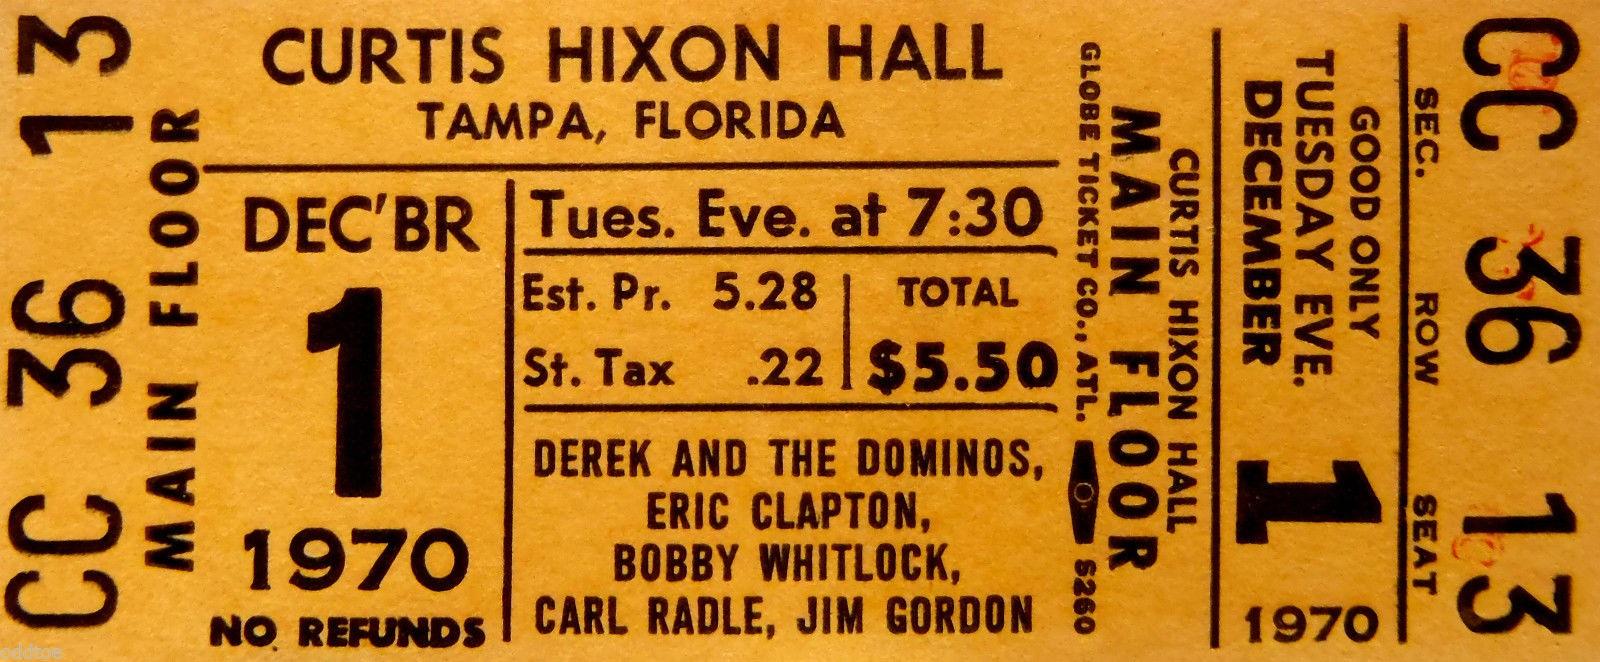 CC 36 13
MAIN FLOOR
CURTIS HIXON HALL
TAMPA, FLORIDA
DEC'BR
1
1970
NO REFUNDS
Tues. Eve. at 7:30
Est. Pr. 5.28
St. Tax .22
TOTAL
$5.50
DEREK AND THE DOMINOS,
ERIC CLAPTON,
BOBBY WHITLOCK,
CARL RADLE, JIM GORDON
CURTIS HIXON HALL
MAIN FLOOR
GLOBE TICKET CO., ATL. S260
GOOD ONLY
TUESDAY EVE.
DECEMBER
1
1970
SEC. ROW SEAT
CC 36 13
oddtoe